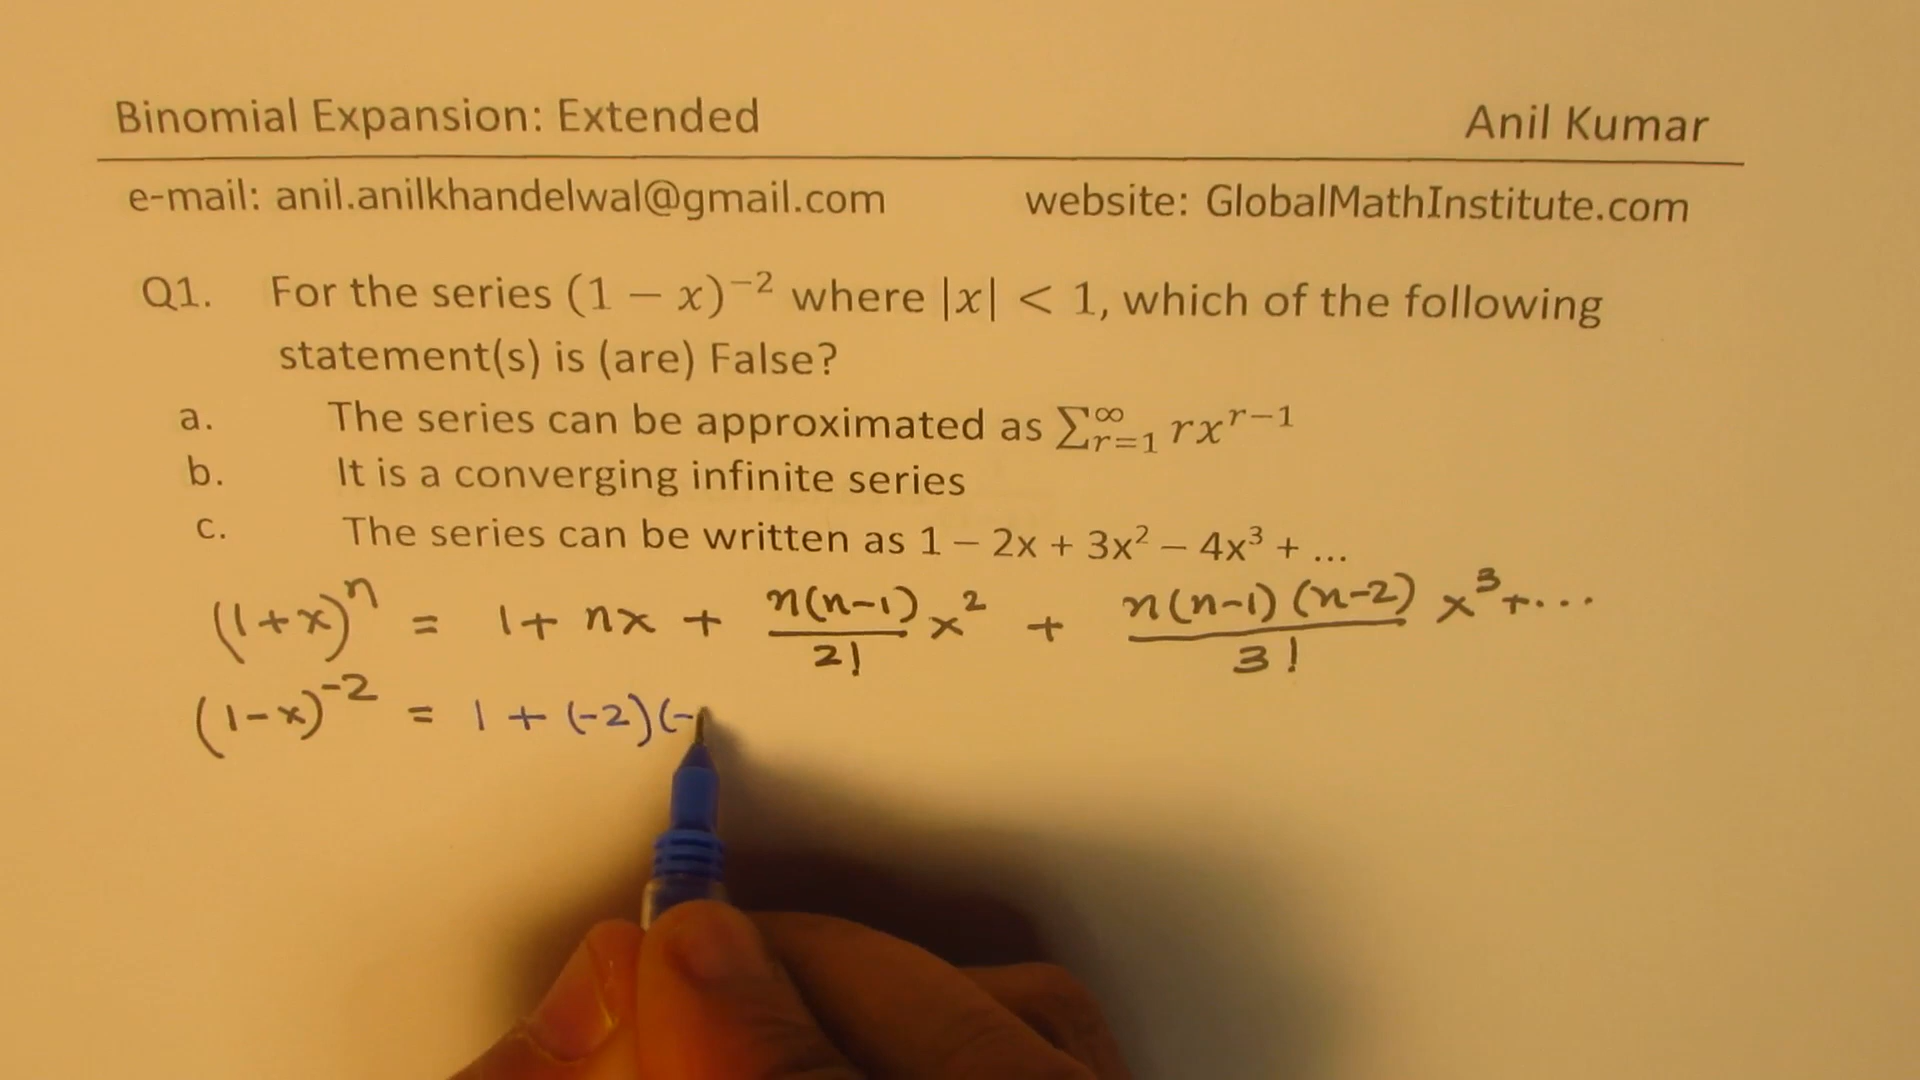 Binomial Expansion: Extended Anil Kumar
e-mail: anil.anilkhandelwal@gmail.com website: GlobalMathInstitute.com
Q1. For the series (1 − x)⁻² where |x| < 1, which of the following
statement(s) is (are) False?
a. The series can be approximated as ∑_{r=1}^{∞} rx^{r−1}
b. It is a converging infinite series
c. The series can be written as 1 – 2x + 3x² – 4x³ + ...
(1+x)^n = 1 + nx + n(n-1)/2! x² + n(n-1)(n-2)/3! x³ + ...
(1-x)^-2 = 1 + (-2)(-